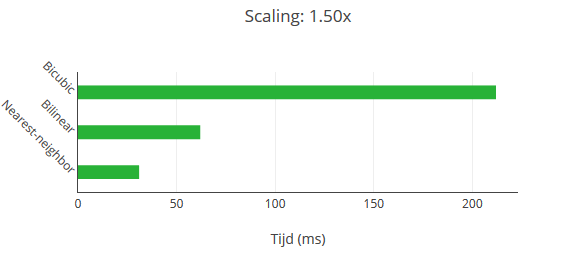 Scaling: 1.50x
Bicubic
Bilinear
Nearest-neighbor
0 50 100 150 200
Tijd (ms)